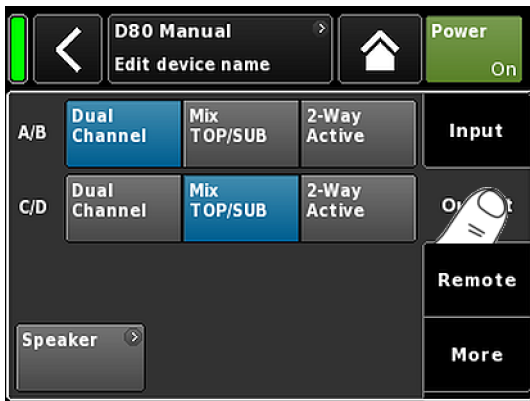 D80 Manual
Edit device name
Power
On
A/B
Dual
Channel
Mix
TOP/SUB
2-Way
Active
Input
C/D
Dual
Channel
Mix
TOP/SUB
2-Way
Active
Remote
Speaker
More